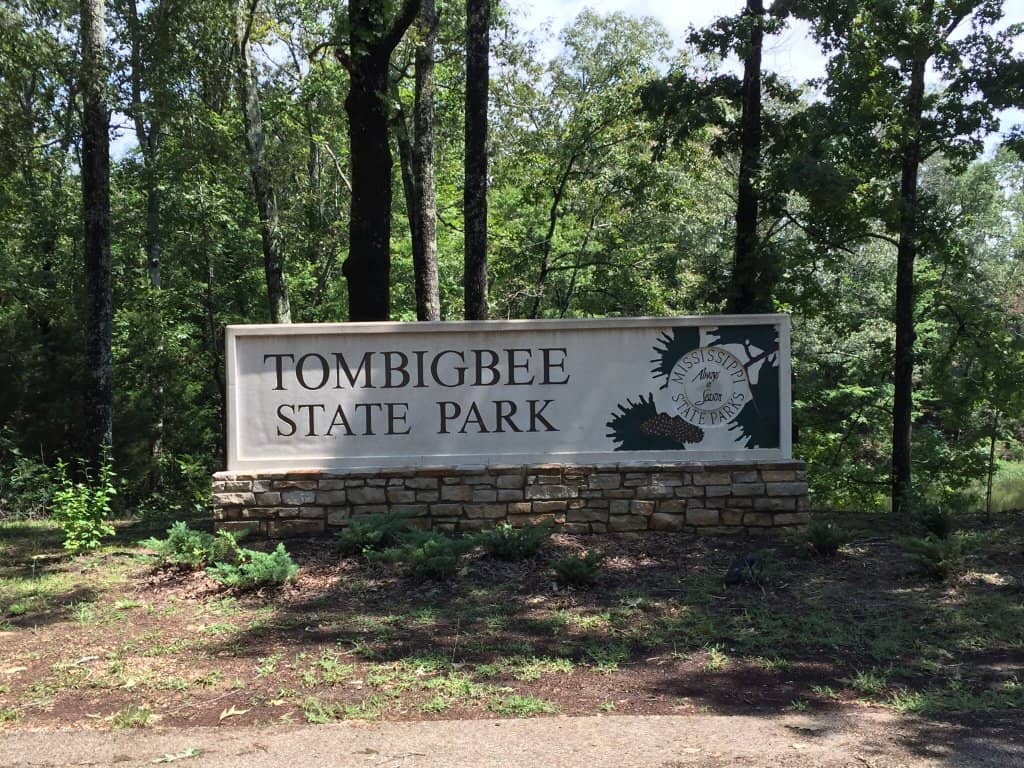 TOMBIGBEE
STATE PARK
MISSISSIPPI
Always
in
Season
STATE PARKS